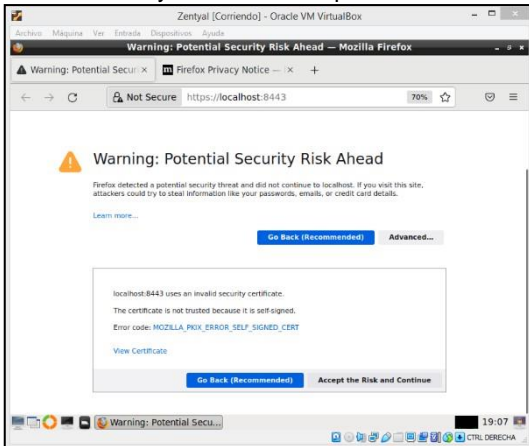 Zentyal [Corriendo] - Oracle VM VirtualBox
Archivo Máquina Ver Entrada Dispositivos Ayuda
Warning: Potential Security Risk Ahead — Mozilla Firefox
Warning: Potential Securi × Firefox Privacy Notice — × +
Not Secure https://localhost:8443 70%
Warning: Potential Security Risk Ahead
Firefox detected a potential security threat and did not continue to localhost. If you visit this site,
attackers could try to steal information like your passwords, emails, or credit card details.
Learn more...
Go Back (Recommended) Advanced...
localhost:8443 uses an invalid security certificate.
The certificate is not trusted because it is self-signed.
Error code: MOZILLA_PKIX_ERROR_SELF_SIGNED_CERT
View Certificate
Go Back (Recommended) Accept the Risk and Continue
Warning: Potential Secu... 19:07
CTRL DERECHA